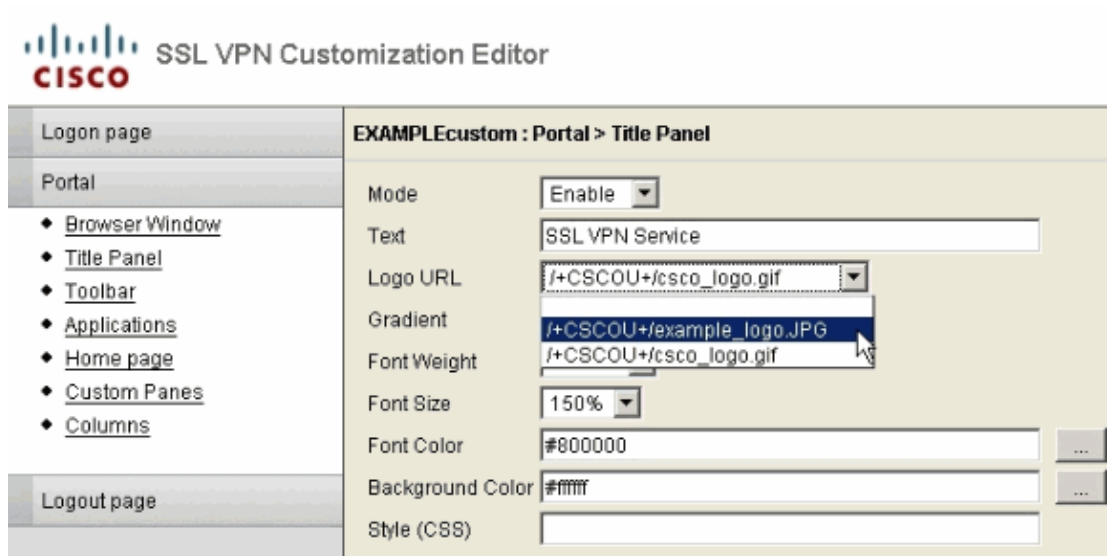 CISCO
SSL VPN Customization Editor
Logon page
Portal
Browser Window
Title Panel
Toolbar
Applications
Home page
Custom Panes
Columns
Logout page
EXAMPLEcustom : Portal > Title Panel
Mode Enable
Text SSL VPN Service
Logo URL /+CSCOU+/csco_logo.gif
/+CSCOU+/example_logo.JPG
/+CSCOU+/csco_logo.gif
Gradient
Font Weight
Font Size 150%
Font Color #800000 ...
Background Color #ffffff ...
Style (CSS)